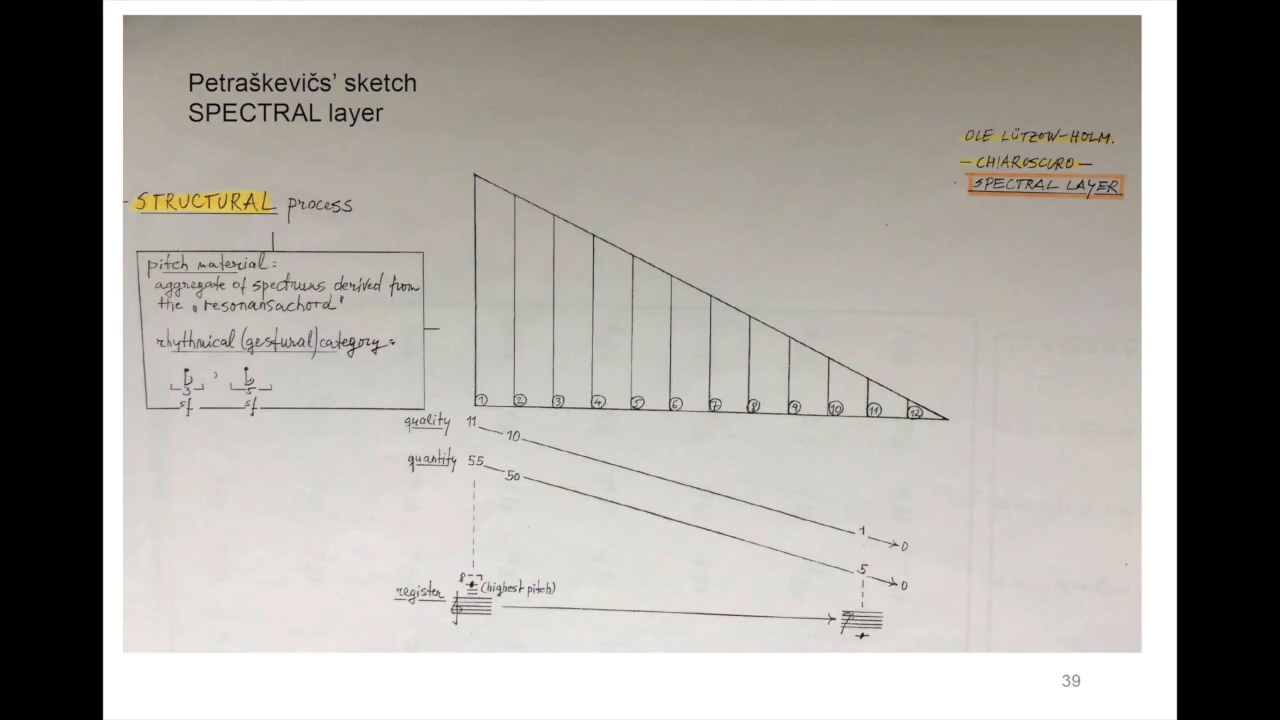 Petraškevičs’ sketch
SPECTRAL layer
OLE LÜTZOW-HOLM.
- CHIAROSCURO -
SPECTRAL LAYER
- STRUCTURAL process
pitch material:
aggregate of spectrums derived from
the „resonansachord"
rhythmical (gestural) category:
3 , 5
sf sf
1 2 3 4 5 6 7 8 9 10 11 12
quality 11 10 1 0
quantity 55 50 5 0
8
register (highest pitch)
39